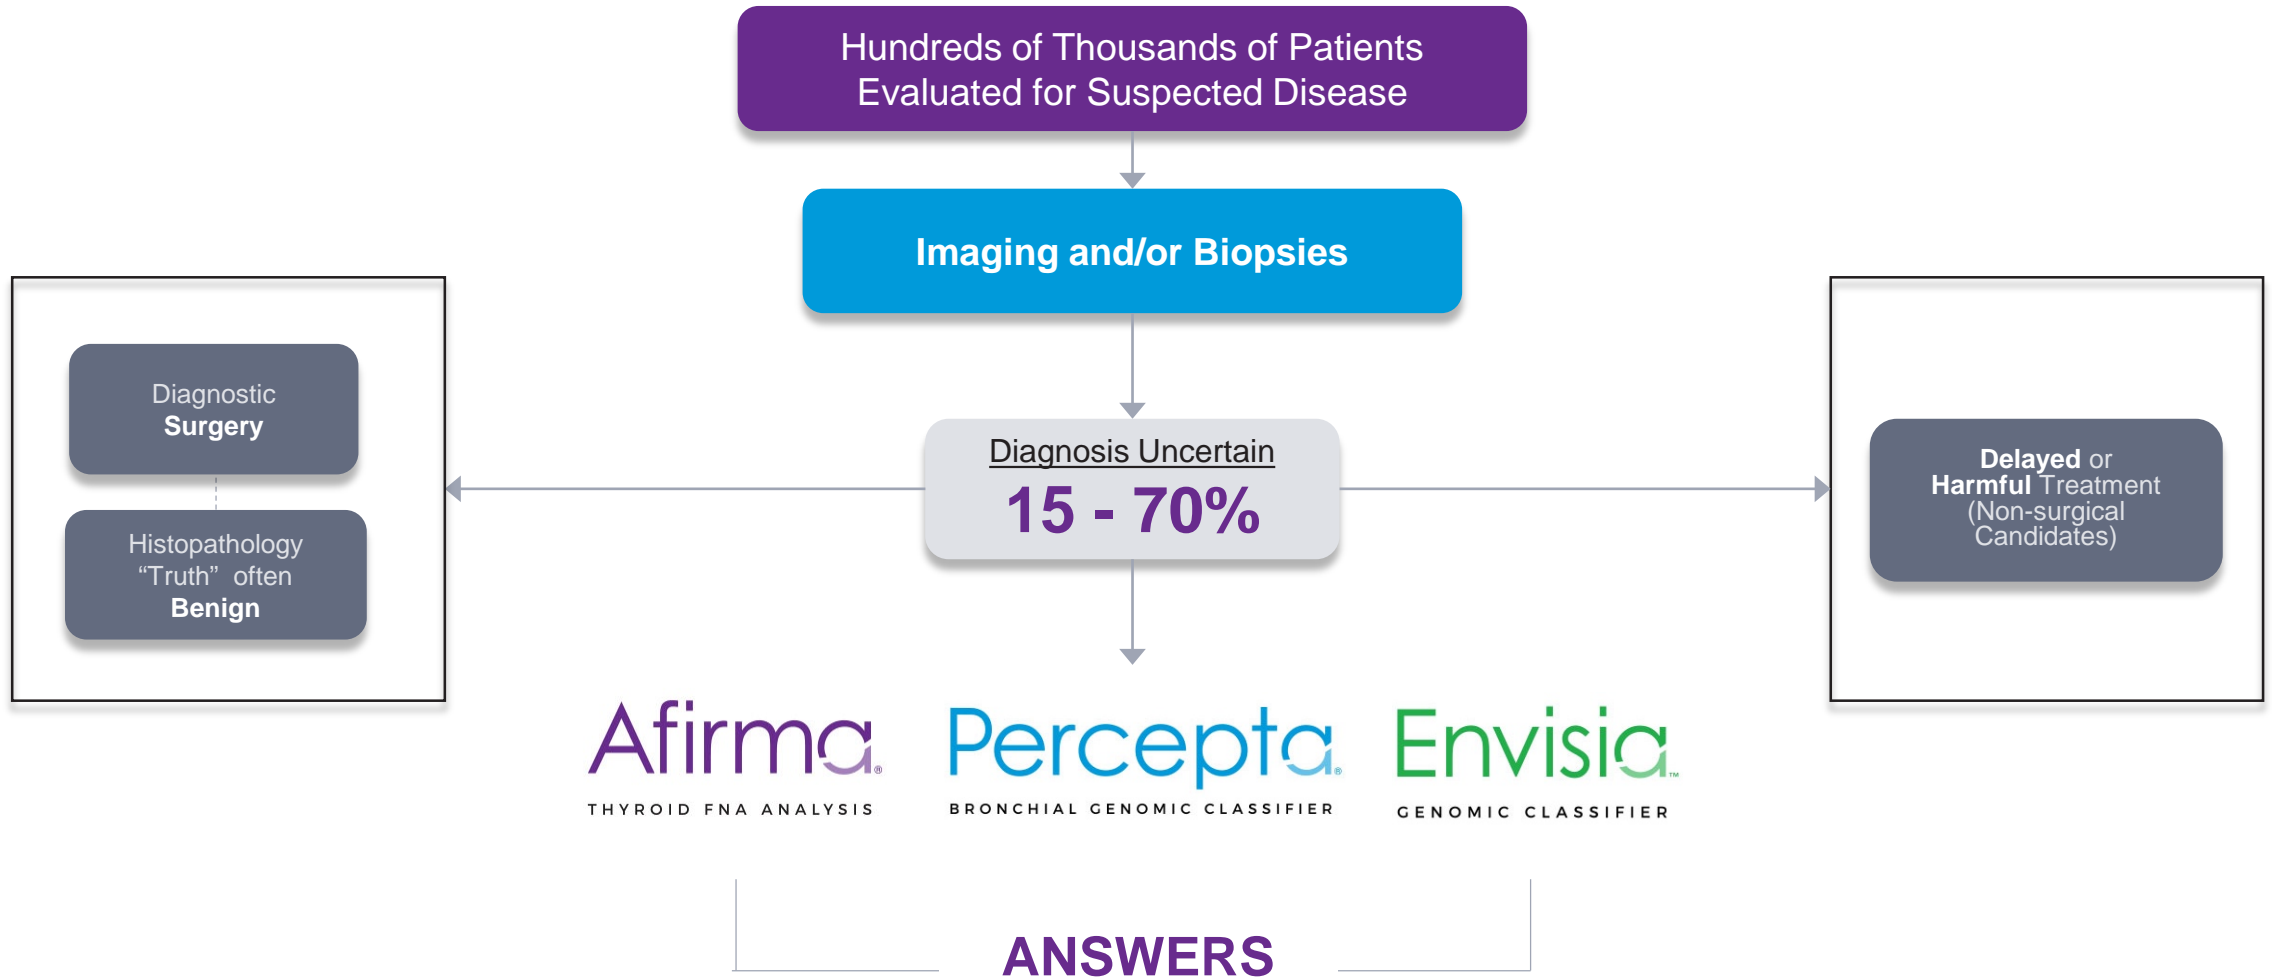 Hundreds of Thousands of Patients
Evaluated for Suspected Disease
Imaging and/or Biopsies
Diagnostic
Surgery
Histopathology
“Truth” often
Benign
Diagnosis Uncertain
15 - 70%
Delayed or
Harmful Treatment
(Non-surgical
Candidates)
Afirma®
THYROID FNA ANALYSIS
Percepta®
BRONCHIAL GENOMIC CLASSIFIER
Envisia™
GENOMIC CLASSIFIER
ANSWERS